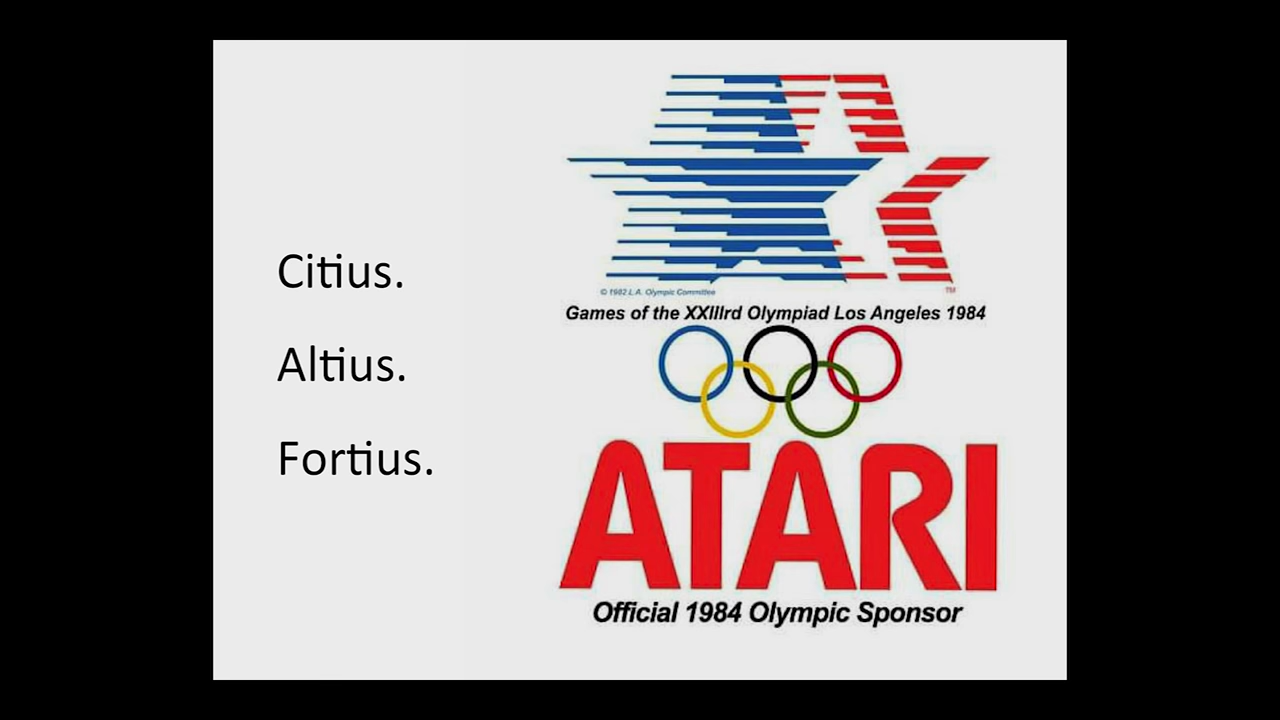 Citius.
Altius.
Fortius.
© 1982 L.A. Olympic Committee
TM
Games of the XXIIIrd Olympiad Los Angeles 1984
ATARI
Official 1984 Olympic Sponsor